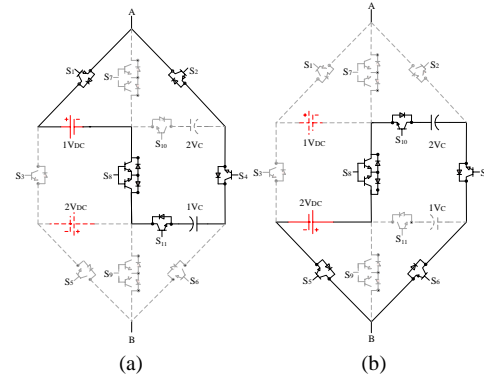 A
S1
S7
S2
1VDC
S10
2VC
S3
S8
S4
2VDC
1VC
S11
S5
S9
S6
B
(a)
A
S1
S7
S2
1VDC
S10
2VC
S3
S8
S
2VDC
S11
1VC
S5
S9
S6
B
(b)